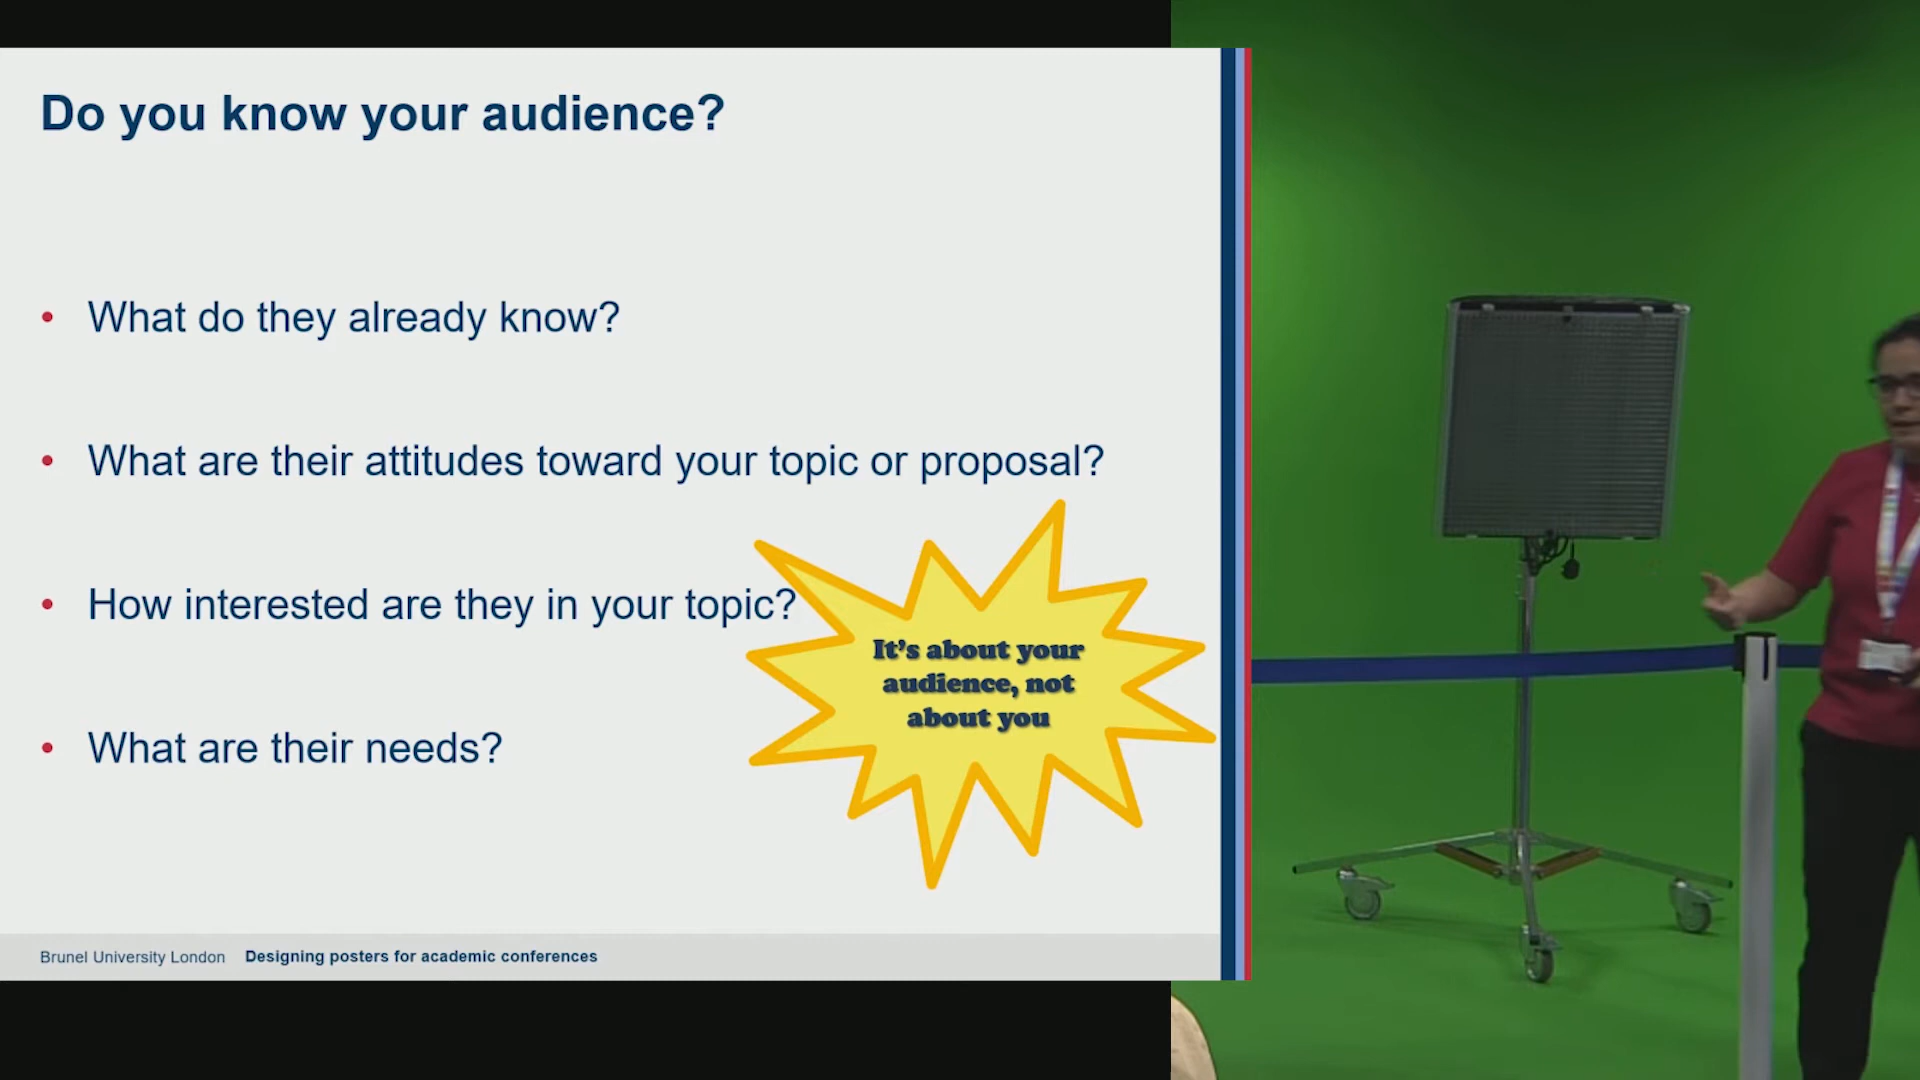 Do you know your audience?
• What do they already know?
• What are their attitudes toward your topic or proposal?
• How interested are they in your topic?
• What are their needs?
It's about your
audience, not
about you
Brunel University London Designing posters for academic conferences